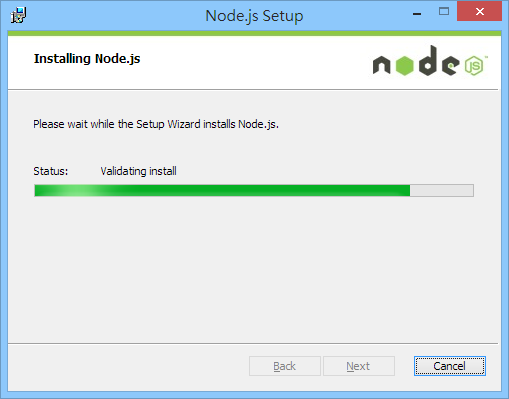 Node.js Setup
Installing Node.js
node JS
Please wait while the Setup Wizard installs Node.js.
Status: Validating install
Back Next Cancel